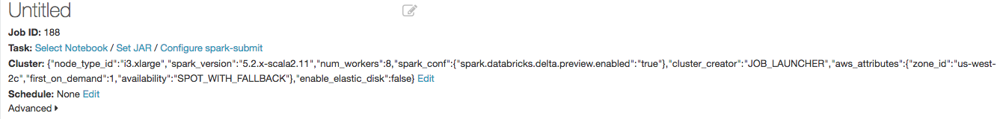 Untitled
Job ID: 188
Task: Select Notebook / Set JAR / Configure spark-submit
Cluster: {"node_type_id":"i3.xlarge","spark_version":"5.2.x-scala2.11","num_workers":8,"spark_conf":{"spark.databricks.delta.preview.enabled":"true"},"cluster_creator":"JOB_LAUNCHER","aws_attributes":{"zone_id":"us-west-
2c","first_on_demand":1,"availability":"SPOT_WITH_FALLBACK"},"enable_elastic_disk":false} Edit
Schedule: None Edit
Advanced